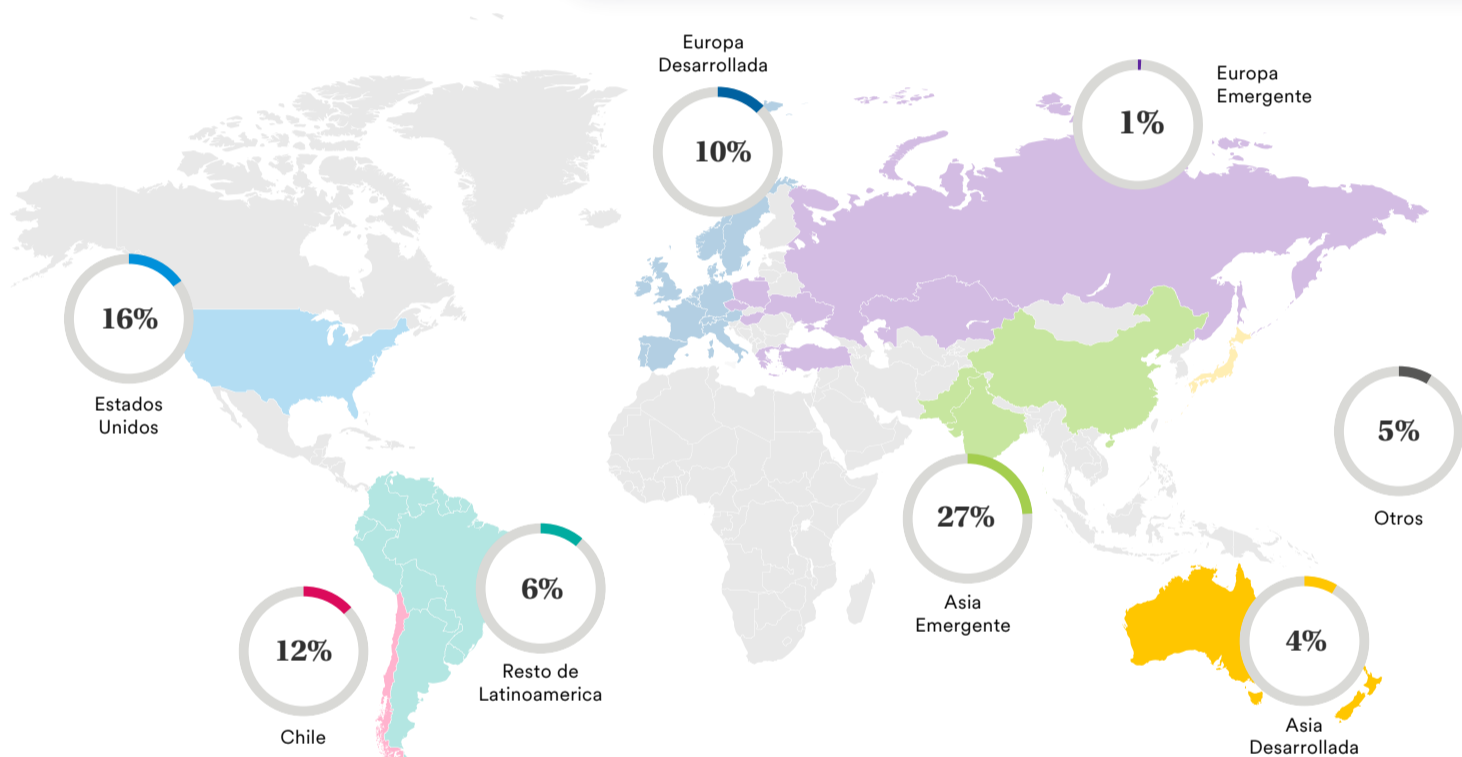 Europa
Desarrollada
10%
1%
Europa
Emergente
16%
Estados
Unidos
5%
Otros
27%
Asia
Emergente
6%
Resto de
Latinoamerica
12%
Chile
4%
Asia
Desarrollada